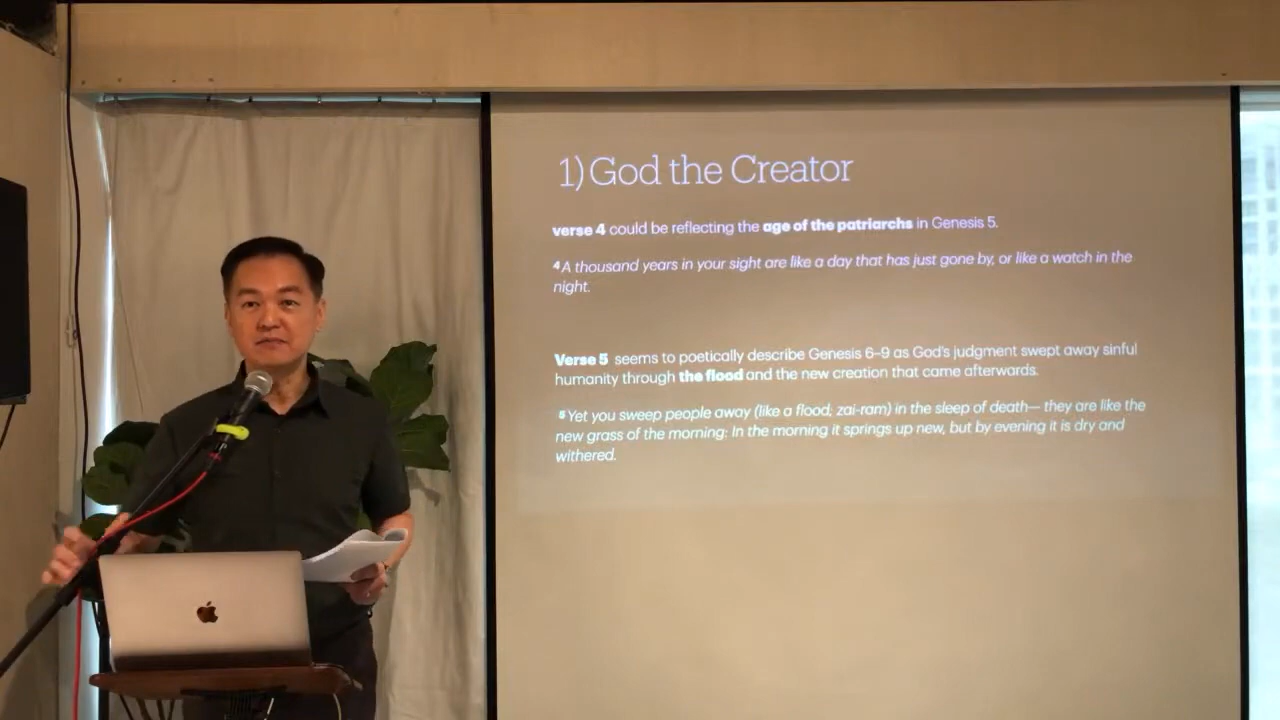 1) God the Creator
verse 4 could be reflecting the age of the patriarchs in Genesis 5.
4 A thousand years in your sight are like a day that has just gone by, or like a watch in the
night.
Verse 5 seems to poetically describe Genesis 6–9 as God's judgment swept away sinful
humanity through the flood and the new creation that came afterwards.
5 Yet you sweep people away (like a flood, zai-ram) in the sleep of death— they are like the
new grass of the morning: In the morning it springs up new, but by evening it is dry and
withered.